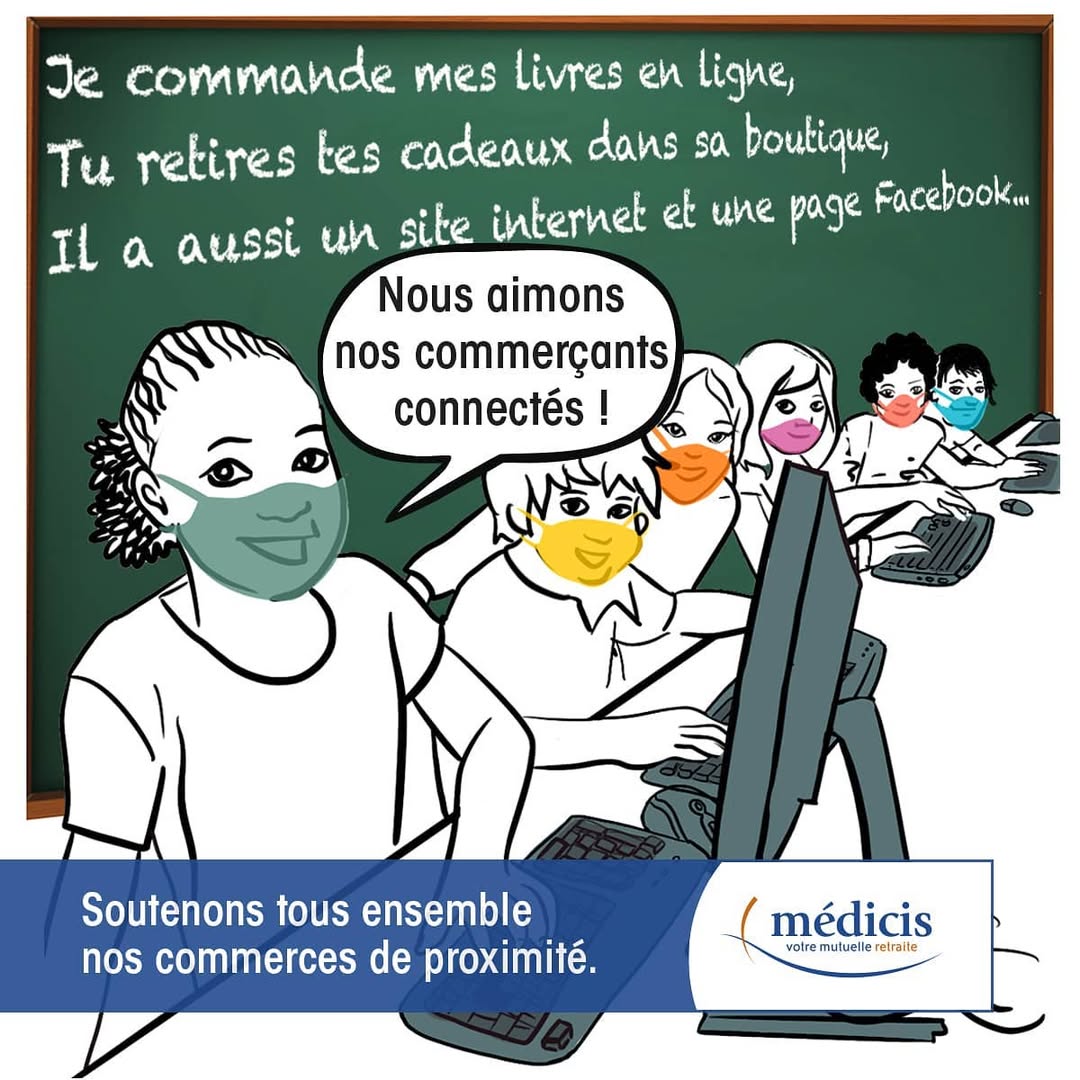 Je commande mes livres en ligne,
Tu retires tes cadeaux dans sa boutique,
Il a aussi un site internet et une page Facebook...
Nous aimons
nos commerçants
connectés !
Soutenons tous ensemble
nos commerces de proximité.
médicis
votre mutuelle retraite